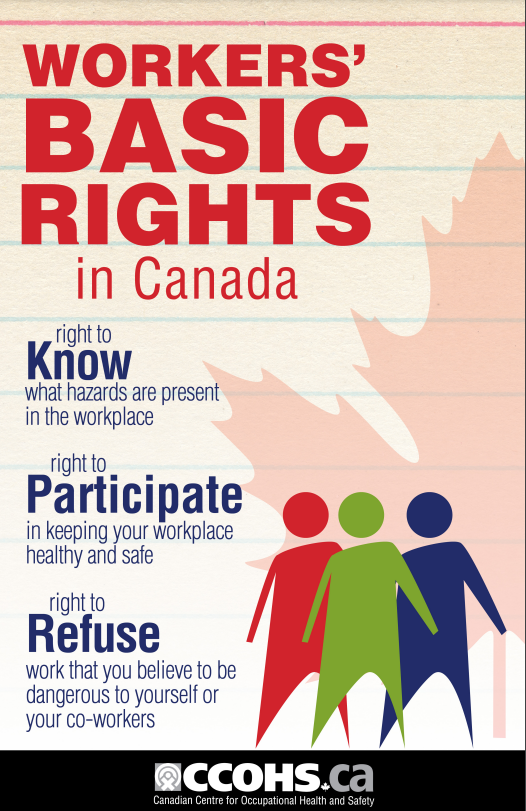 WORKERS'
BASIC
RIGHTS
in Canada
right to
Know
what hazards are present
in the workplace
right to
Participate
in keeping your workplace
healthy and safe
right to
Refuse
work that you believe to be
dangerous to yourself or
your co-workers
CCOHS.ca
Canadian Centre for Occupational Health and Safety